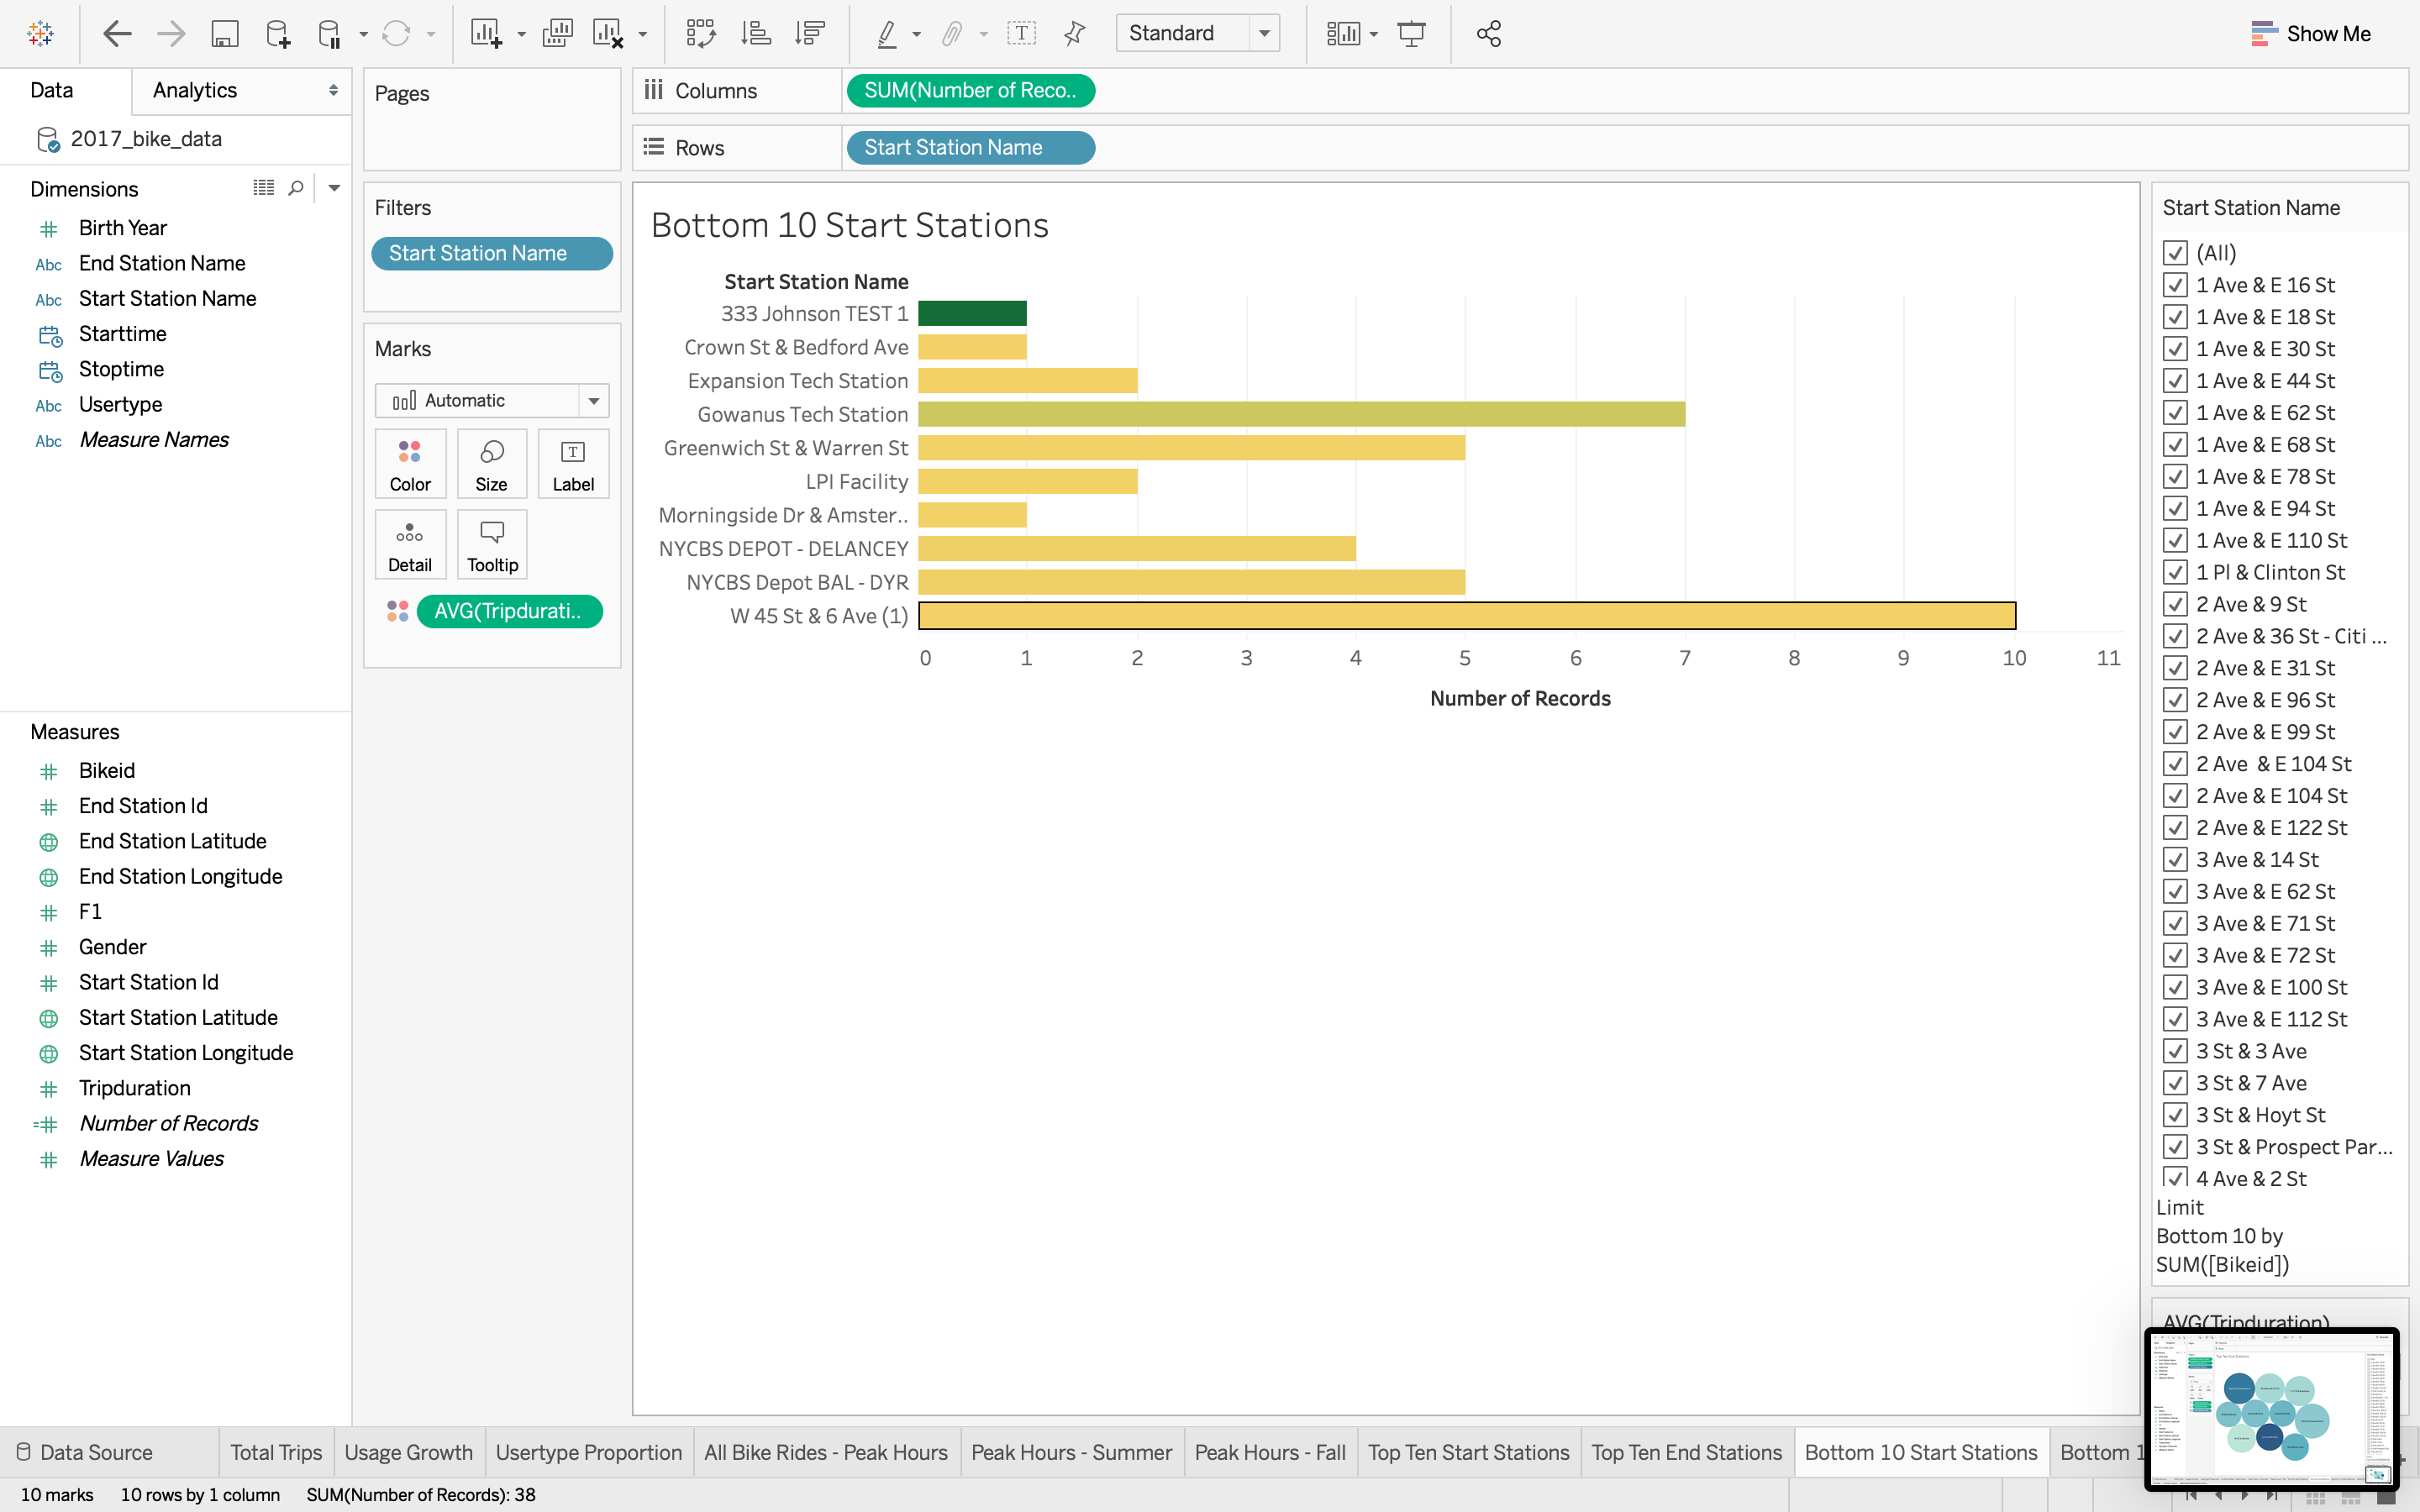 Standard
Show Me
Data
Analytics
2017_bike_data
Dimensions
Birth Year
Abc End Station Name
Abc Start Station Name
Starttime
Stoptime
Abc Usertype
Abc Measure Names
Measures
Bikeid
End Station Id
End Station Latitude
End Station Longitude
F1
Gender
Start Station Id
Start Station Latitude
Start Station Longitude
Tripduration
Number of Records
Measure Values
Pages
Filters
Start Station Name
Marks
Automatic
Color
Size
T
Label
Detail
Tooltip
AVG(Tripdurati..
Columns
SUM(Number of Reco..
Rows
Start Station Name
Bottom 10 Start Stations
Start Station Name
333 Johnson TEST 1
Crown St & Bedford Ave
Expansion Tech Station
Gowanus Tech Station
Greenwich St & Warren St
LPI Facility
Morningside Dr & Amster..
NYCBS DEPOT - DELANCEY
NYCBS Depot BAL - DYR
W 45 St & 6 Ave (1)
0 1 2 3 4 5 6 7 8 9 10 11
Number of Records
Start Station Name
(All)
1 Ave & E 16 St
1 Ave & E 18 St
1 Ave & E 30 St
1 Ave & E 44 St
1 Ave & E 62 St
1 Ave & E 68 St
1 Ave & E 78 St
1 Ave & E 94 St
1 Ave & E 110 St
1 Pl & Clinton St
2 Ave & 9 St
2 Ave & 36 St - Citi ...
2 Ave & E 31 St
2 Ave & E 96 St
2 Ave & E 99 St
2 Ave  & E 104 St
2 Ave & E 104 St
2 Ave & E 122 St
3 Ave & 14 St
3 Ave & E 62 St
3 Ave & E 71 St
3 Ave & E 72 St
3 Ave & E 100 St
3 Ave & E 112 St
3 St & 3 Ave
3 St & 7 Ave
3 St & Hoyt St
3 St & Prospect Par...
4 Ave & 2 St
Limit
Bottom 10 by
SUM([Bikeid])
AVG(Tripduration)
Data Source
Total Trips
Usage Growth
Usertype Proportion
All Bike Rides - Peak Hours
Peak Hours - Summer
Peak Hours - Fall
Top Ten Start Stations
Top Ten End Stations
Bottom 10 Start Stations
Bottom 1
10 marks
10 rows by 1 column
SUM(Number of Records): 38